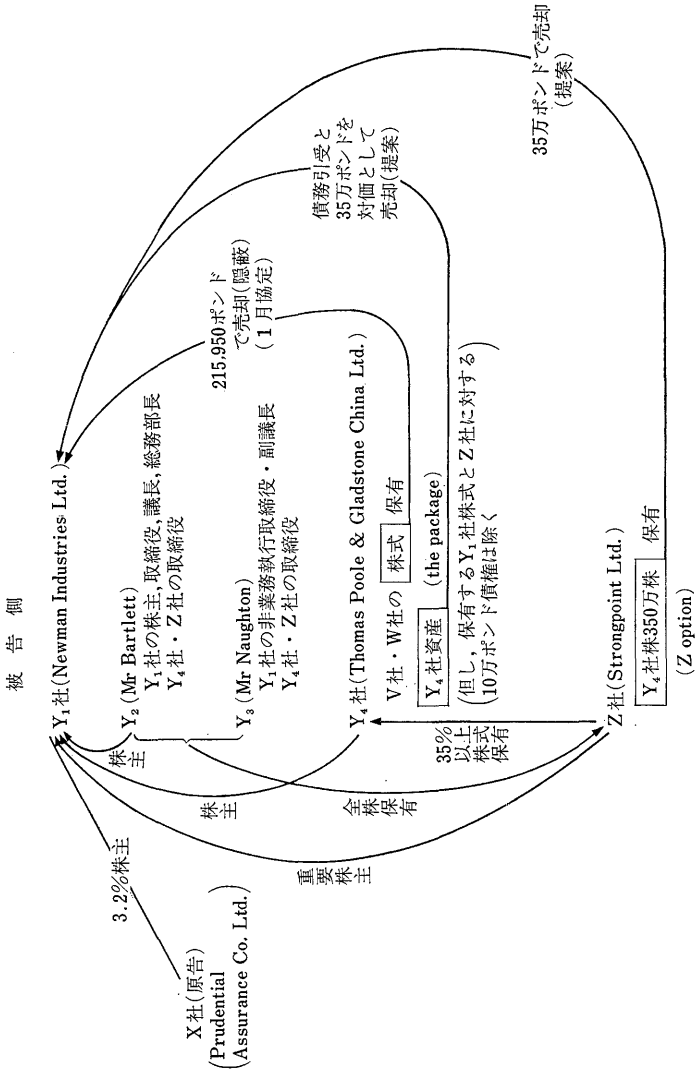 被告側
X社(原告)
(Prudential
Assurance Co. Ltd.)
3.2%株主
Y₁社(Newman Industries Ltd.)
Y₂(Mr Bartlett)
Y₁社の株主,取締役,議長,総務部長
Y₄社・Z社の取締役
Y₃(Mr Naughton)
Y₁社の非業務執行取締役・副議長
Y₄社・Z社の取締役
Y₄社(Thomas Poole & Gladstone China Ltd.)
V社・W社の 株式 保有
Y₄社資産 (the package)
(但し,保有するY₁社株式とZ社に対する
10万ポンド債権は除く)
Z社(Strongpoint Ltd.)
Y₄社株350万株 保有
(Z option)
株主
株主
全株保有
重要株主
35%
以上
株式
保有
215,950ポンド
で売却(隠蔽)
(1月協定)
債務引受と
35万ポンドを
対価として
売却(提案)
35万ポンドで売却
(提案)